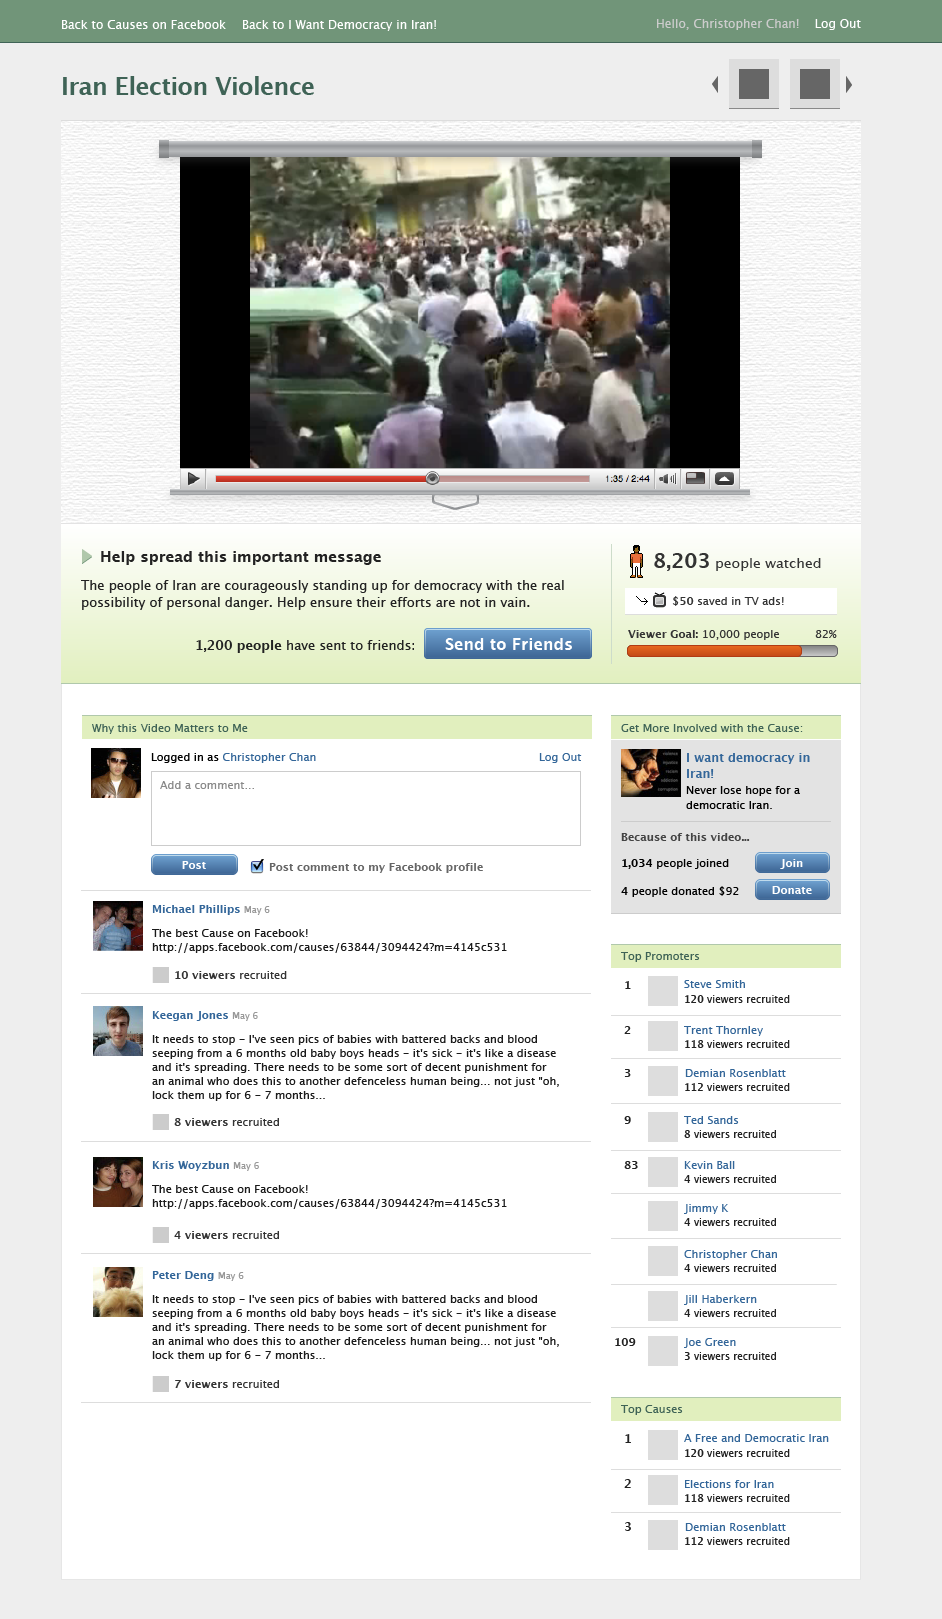 Back to Causes on Facebook Back to I Want Democracy in Iran! Hello, Christopher Chan! Log Out
Iran Election Violence
1:35 / 2:44
Help spread this important message
The people of Iran are courageously standing up for democracy with the real
possibility of personal danger. Help ensure their efforts are not in vain.
1,200 people have sent to friends: Send to Friends
8,203 people watched
$50 saved in TV ads!
Viewer Goal: 10,000 people 82%
Why this Video Matters to Me
Logged in as Christopher Chan Log Out
Add a comment...
Post Post comment to my Facebook profile
Michael Phillips May 6
The best Cause on Facebook!
http://apps.facebook.com/causes/63844/3094424?m=4145c531
10 viewers recruited
Keegan Jones May 6
It needs to stop – I've seen pics of babies with battered backs and blood
seeping from a 6 months old baby boys heads – it's sick – it's like a disease
and it's spreading. There needs to be some sort of decent punishment for
an animal who does this to another defenceless human being... not just "oh,
lock them up for 6 – 7 months...
8 viewers recruited
Kris Woyzbun May 6
The best Cause on Facebook!
http://apps.facebook.com/causes/63844/3094424?m=4145c531
4 viewers recruited
Peter Deng May 6
It needs to stop – I've seen pics of babies with battered backs and blood
seeping from a 6 months old baby boys heads – it's sick – it's like a disease
and it's spreading. There needs to be some sort of decent punishment for
an animal who does this to another defenceless human being... not just "oh,
lock them up for 6 – 7 months...
7 viewers recruited
Get More Involved with the Cause:
I want democracy in
Iran!
Never lose hope for a
democratic Iran.
Because of this video...
1,034 people joined Join
4 people donated $92 Donate
Top Promoters
1 Steve Smith
120 viewers recruited
2 Trent Thornley
118 viewers recruited
3 Demian Rosenblatt
112 viewers recruited
9 Ted Sands
8 viewers recruited
83 Kevin Ball
4 viewers recruited
Jimmy K
4 viewers recruited
Christopher Chan
4 viewers recruited
Jill Haberkern
4 viewers recruited
109 Joe Green
3 viewers recruited
Top Causes
1 A Free and Democratic Iran
120 viewers recruited
2 Elections for Iran
118 viewers recruited
3 Demian Rosenblatt
112 viewers recruited